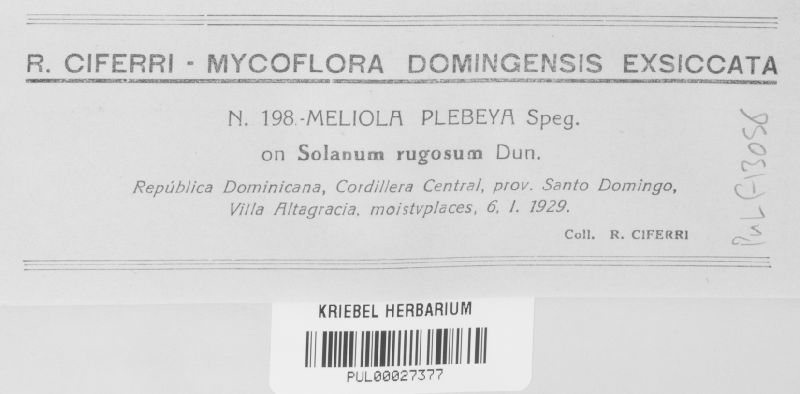 R. CIFERRI - MYCOFLORA DOMINGENSIS EXSICCATA
N. 198.-MELIOLA PLEBEYA Speg.
on Solanum rugosum Dun.
República Dominicana, Cordillera Central, prov. Santo Domingo,
Villa Altagracia, moistvplaces, 6, I. 1929.
Coll. R. CIFERRI
PUL F13056
KRIEBEL HERBARIUM
PUL00027377